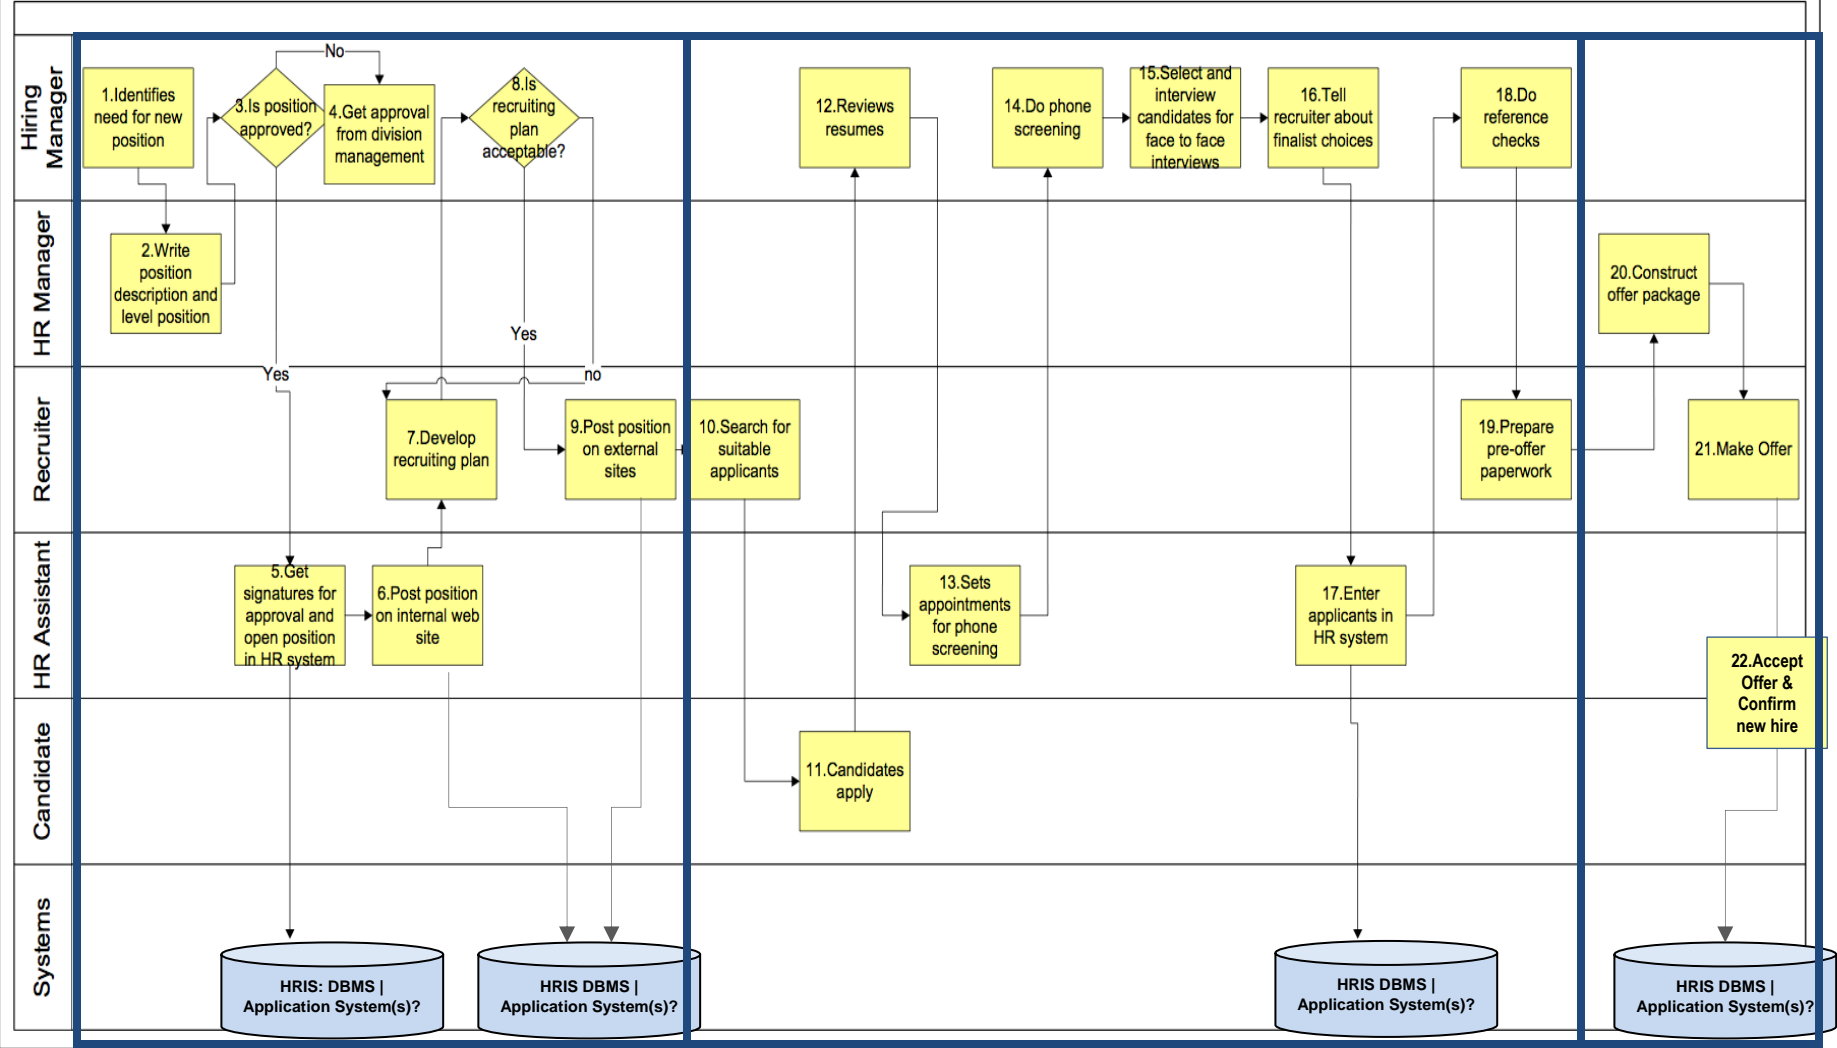 Hiring
Manager
1.Identifies
need for new
position
No
3.Is position
approved?
4.Get approval
from division
management
8.Is
recruiting
plan
acceptable?
12.Reviews
resumes
14.Do phone
screening
15.Select and
interview
candidates for
face to face
interviews
16.Tell
recruiter about
finalist choices
18.Do
reference
checks
HR Manager
2.Write
position
description and
level position
Yes
20.Construct
offer package
Recruiter
Yes
no
7.Develop
recruiting plan
9.Post position
on external
sites
10.Search for
suitable
applicants
19.Prepare
pre-offer
paperwork
21.Make Offer
HR Assistant
5.Get
signatures for
approval and
open position
in HR system
6.Post position
on internal web
site
13.Sets
appointments
for phone
screening
17.Enter
applicants in
HR system
22.Accept
Offer &
Confirm
new hire
Candidate
11.Candidates
apply
Systems
HRIS: DBMS |
Application System(s)?
HRIS DBMS |
Application System(s)?
HRIS DBMS |
Application System(s)?
HRIS DBMS |
Application System(s)?